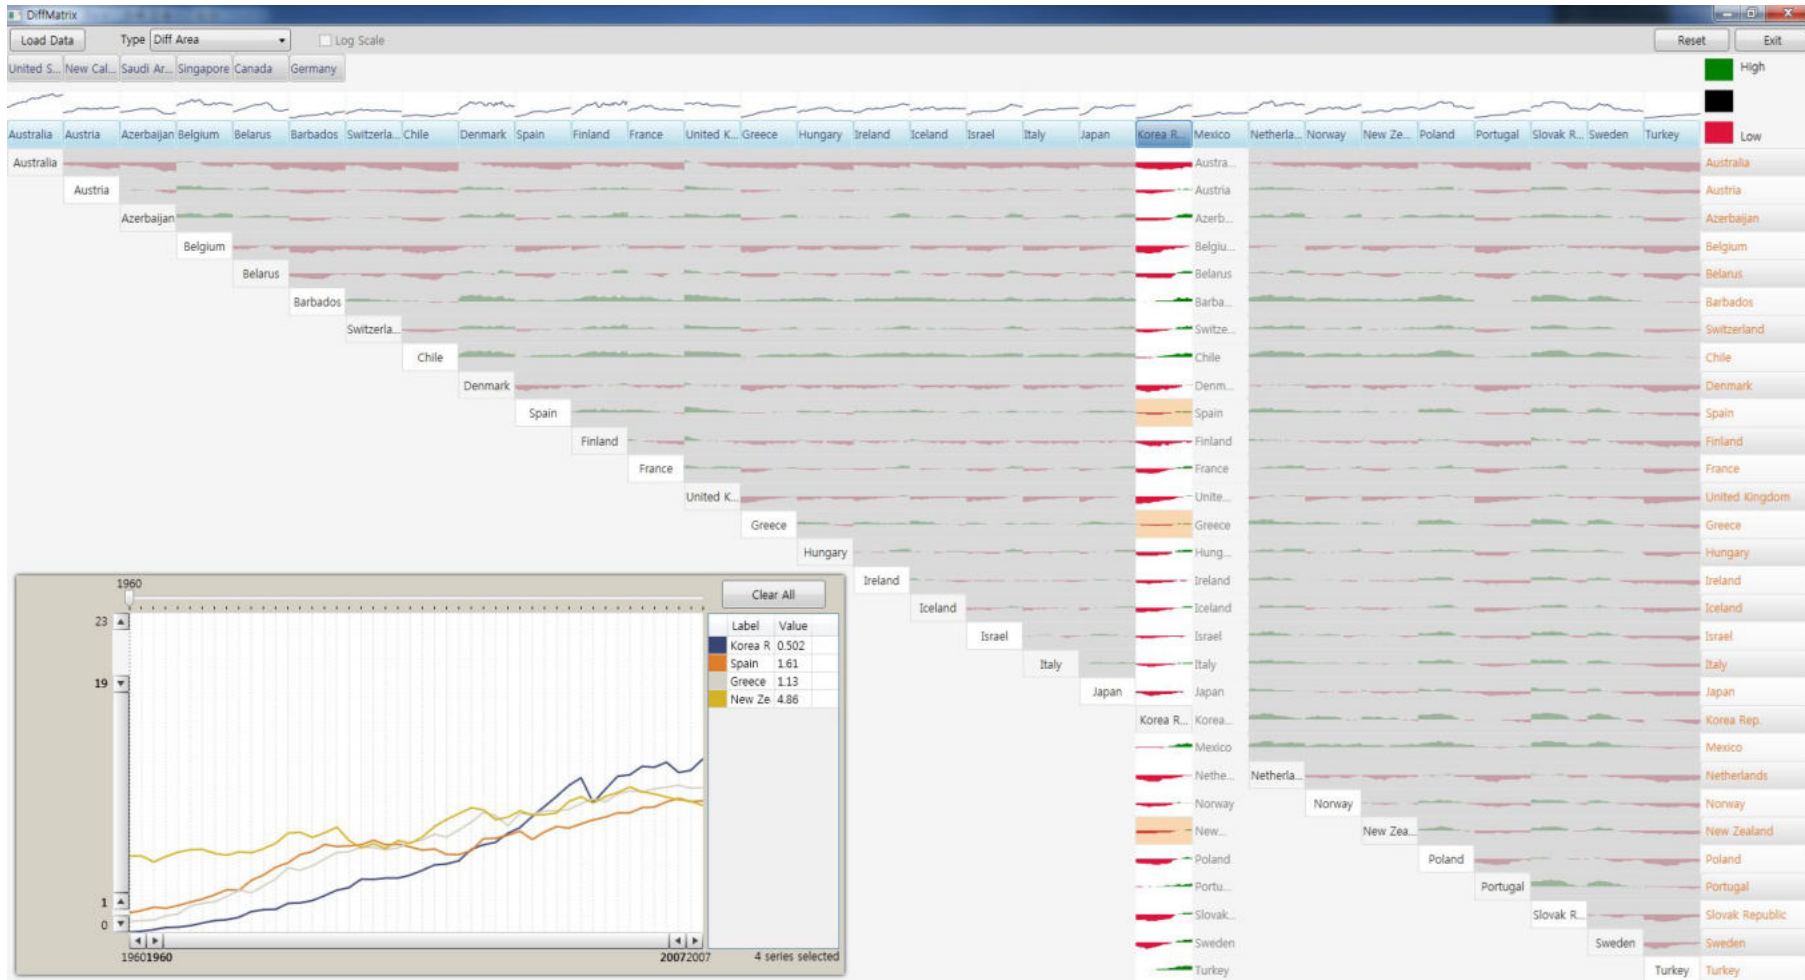 DiffMatrix
Load Data Type Diff Area Log Scale Reset Exit
United S... New Cal... Saudi Ar... Singapore Canada Germany High
Australia Austria Azerbaijan Belgium Belarus Barbados Switzerla... Chile Denmark Spain Finland France United K... Greece Hungary Ireland Iceland Israel Italy Japan Korea R... Mexico Netherla... Norway New Ze... Poland Portugal Slovak R... Sweden Turkey Low
Australia Austra... Australia
Austria Austria Austria
Azerbaijan Azerb... Azerbaijan
Belgium Belgiu... Belgium
Belarus Belarus Belarus
Barbados Barba... Barbados
Switzerla... Switze... Switzerland
Chile Chile Chile
Denmark Denm... Denmark
Spain Spain Spain
Finland Finland Finland
France France France
United K... Unite... United Kingdom
Greece Greece Greece
Hungary Hung... Hungary
Ireland Ireland Ireland
Iceland Iceland Iceland
Israel Israel Israel
Italy Italy Italy
Japan Japan Japan
Korea R... Korea... Korea Rep.
Mexico Mexico
Nethe... Netherla... Netherlands
Norway Norway Norway
New... New Zea... New Zealand
Poland Poland Poland
Portu... Portugal Portugal
Slovak... Slovak R... Slovak Republic
Sweden Sweden Sweden
Turkey Turkey Turkey
1960 Clear All
23
Label Value
Korea R 0.502
Spain 1.61
19 Greece 1.13
New Ze 4.86
1
0
1960 1960 2007 2007 4 series selected